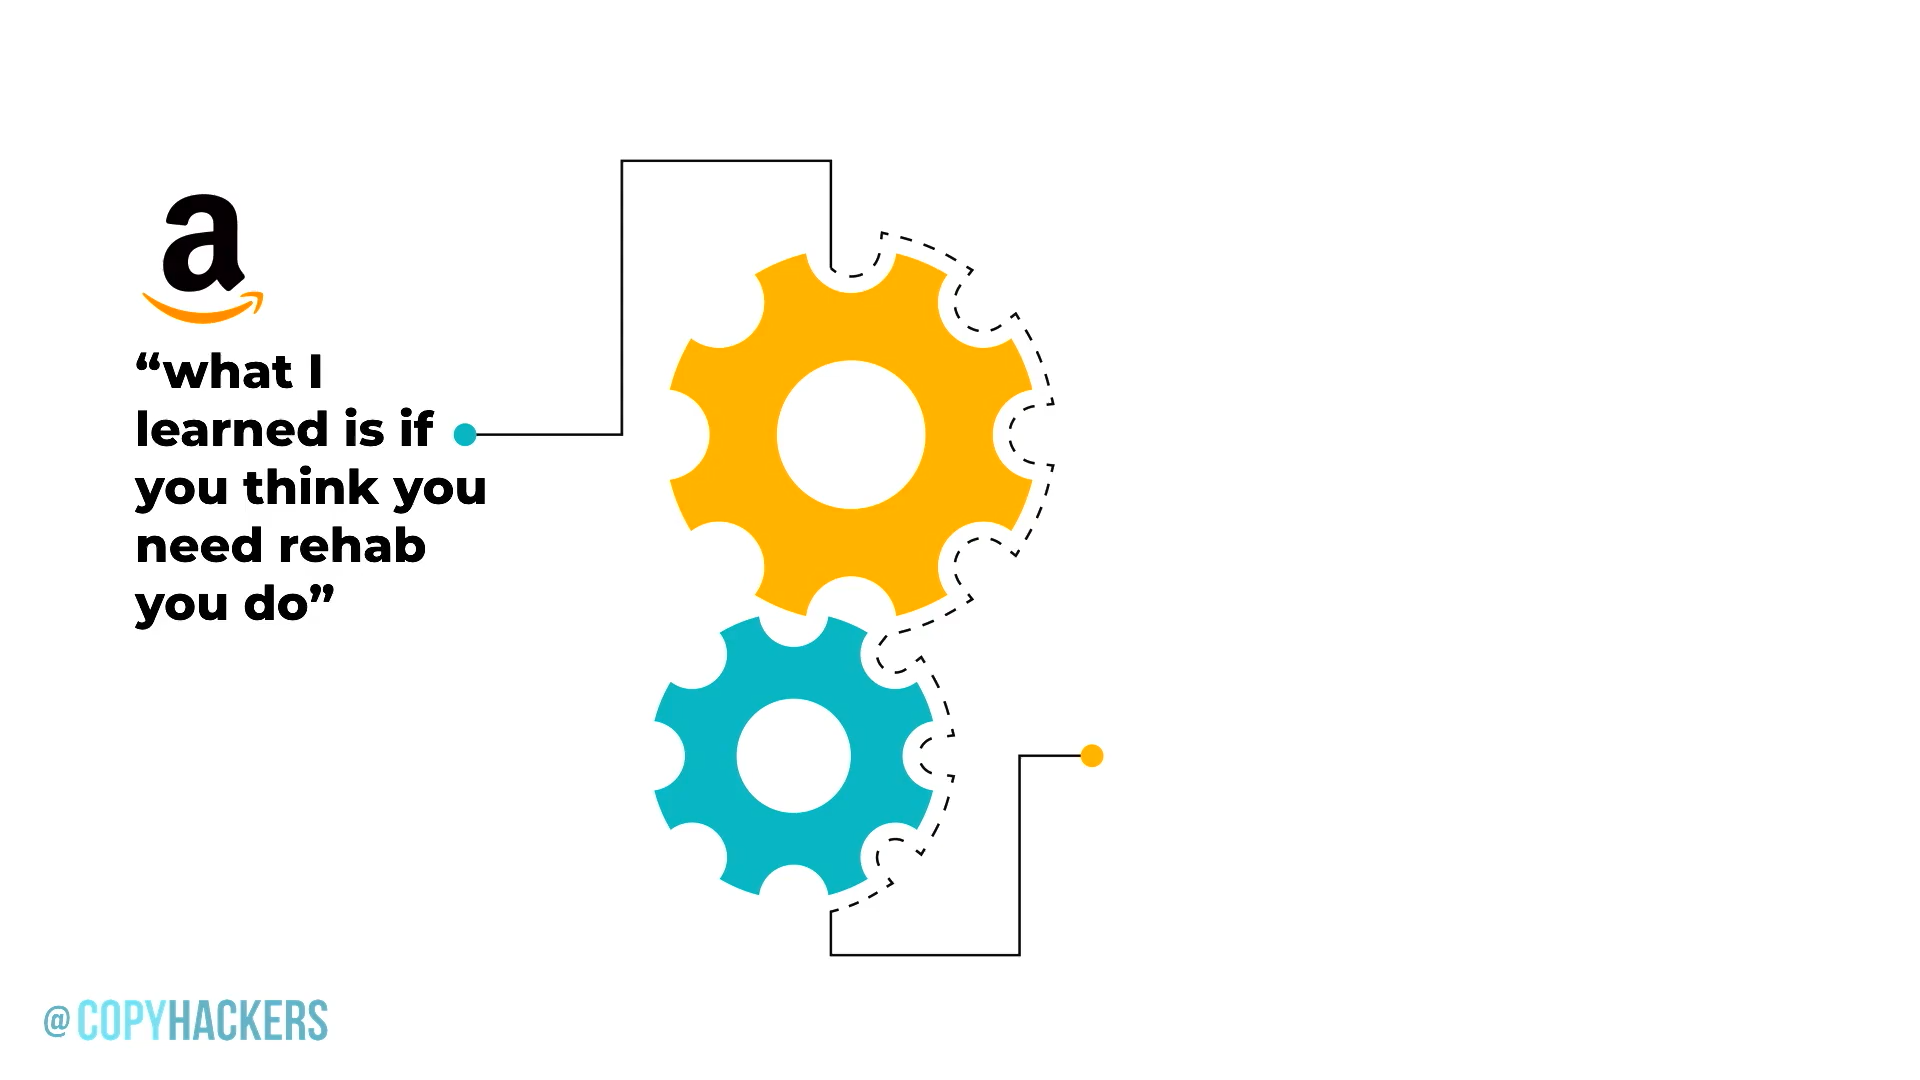 a
“what I
learned is if
you think you
need rehab
you do”
@COPYHACKERS